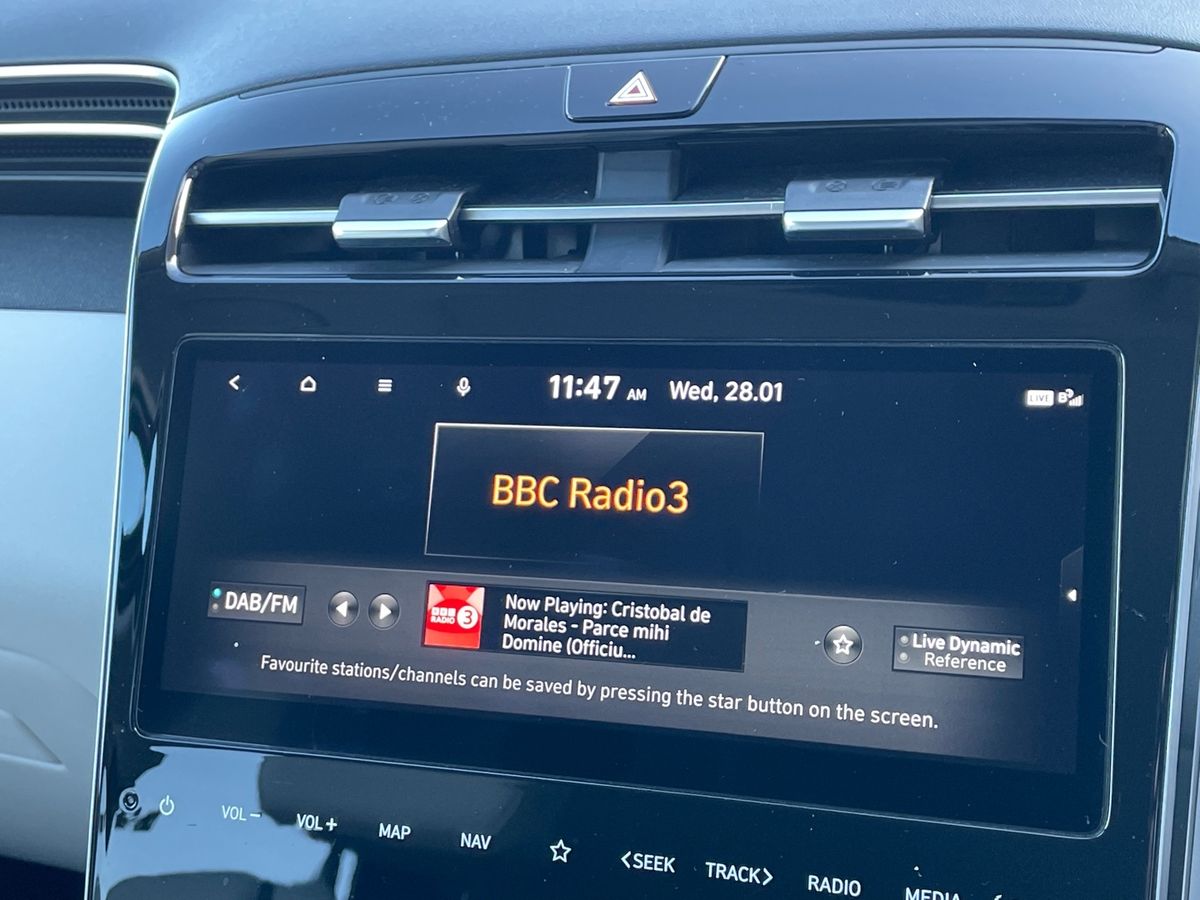 11:47 AM Wed, 28.01
LIVE
BBC Radio3
DAB/FM
BBC
RADIO 3
Now Playing: Cristobal de
Morales - Parce mihi
Domine (Officiu...
Live Dynamic
Reference
Favourite stations/channels can be saved by pressing the star button on the screen.
VOL− VOL+ MAP NAV <SEEK TRACK> RADIO MEDIA